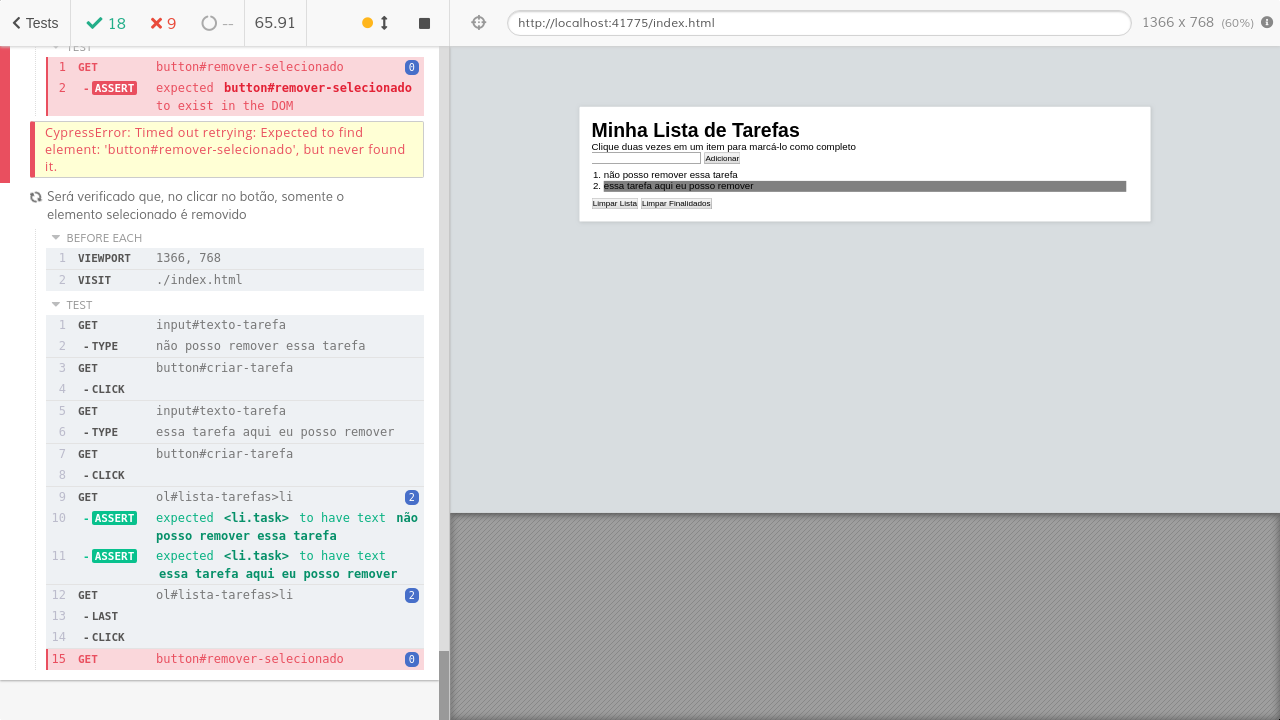 Tests
18
9
--
65.91
http://localhost:41775/index.html
1366 x 768 (60%)
TEST
1 GET button#remover-selecionado 0
2 - ASSERT expected button#remover-selecionado
to exist in the DOM
CypressError: Timed out retrying: Expected to find
element: 'button#remover-selecionado', but never found
it.
Será verificado que, no clicar no botão, somente o
elemento selecionado é removido
BEFORE EACH
1 VIEWPORT 1366, 768
2 VISIT ./index.html
TEST
1 GET input#texto-tarefa
2 - TYPE não posso remover essa tarefa
3 GET button#criar-tarefa
4 - CLICK
5 GET input#texto-tarefa
6 - TYPE essa tarefa aqui eu posso remover
7 GET button#criar-tarefa
8 - CLICK
9 GET ol#lista-tarefas>li 2
10 - ASSERT expected <li.task> to have text não
posso remover essa tarefa
11 - ASSERT expected <li.task> to have text
essa tarefa aqui eu posso remover
12 GET ol#lista-tarefas>li 2
13 - LAST
14 - CLICK
15 GET button#remover-selecionado 0
Minha Lista de Tarefas
Clique duas vezes em um item para marcá-lo como completo
Adicionar
1. não posso remover essa tarefa
2. essa tarefa aqui eu posso remover
Limpar Lista Limpar Finalidados